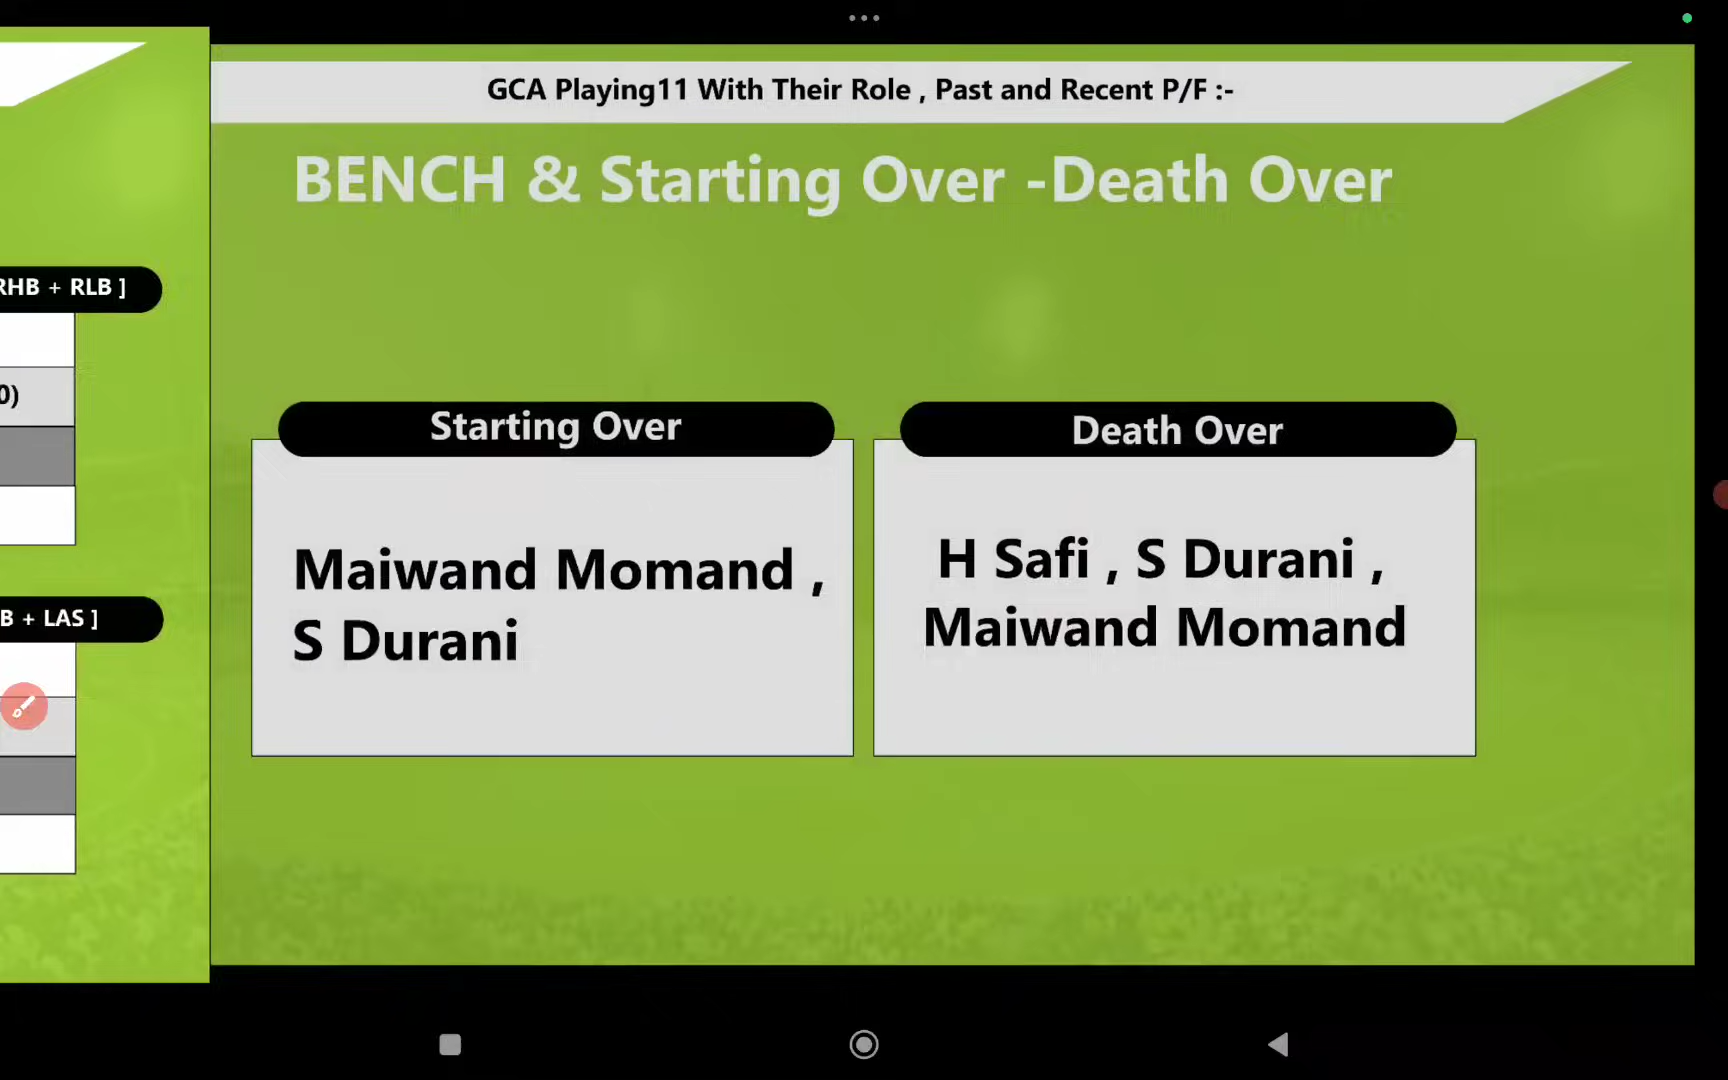 GCA Playing11 With Their Role , Past and Recent P/F :-
BENCH & Starting Over -Death Over
RHB + RLB ]
0)
B + LAS ]
Starting Over
Maiwand Momand ,
S Durani
Death Over
H Safi , S Durani ,
Maiwand Momand